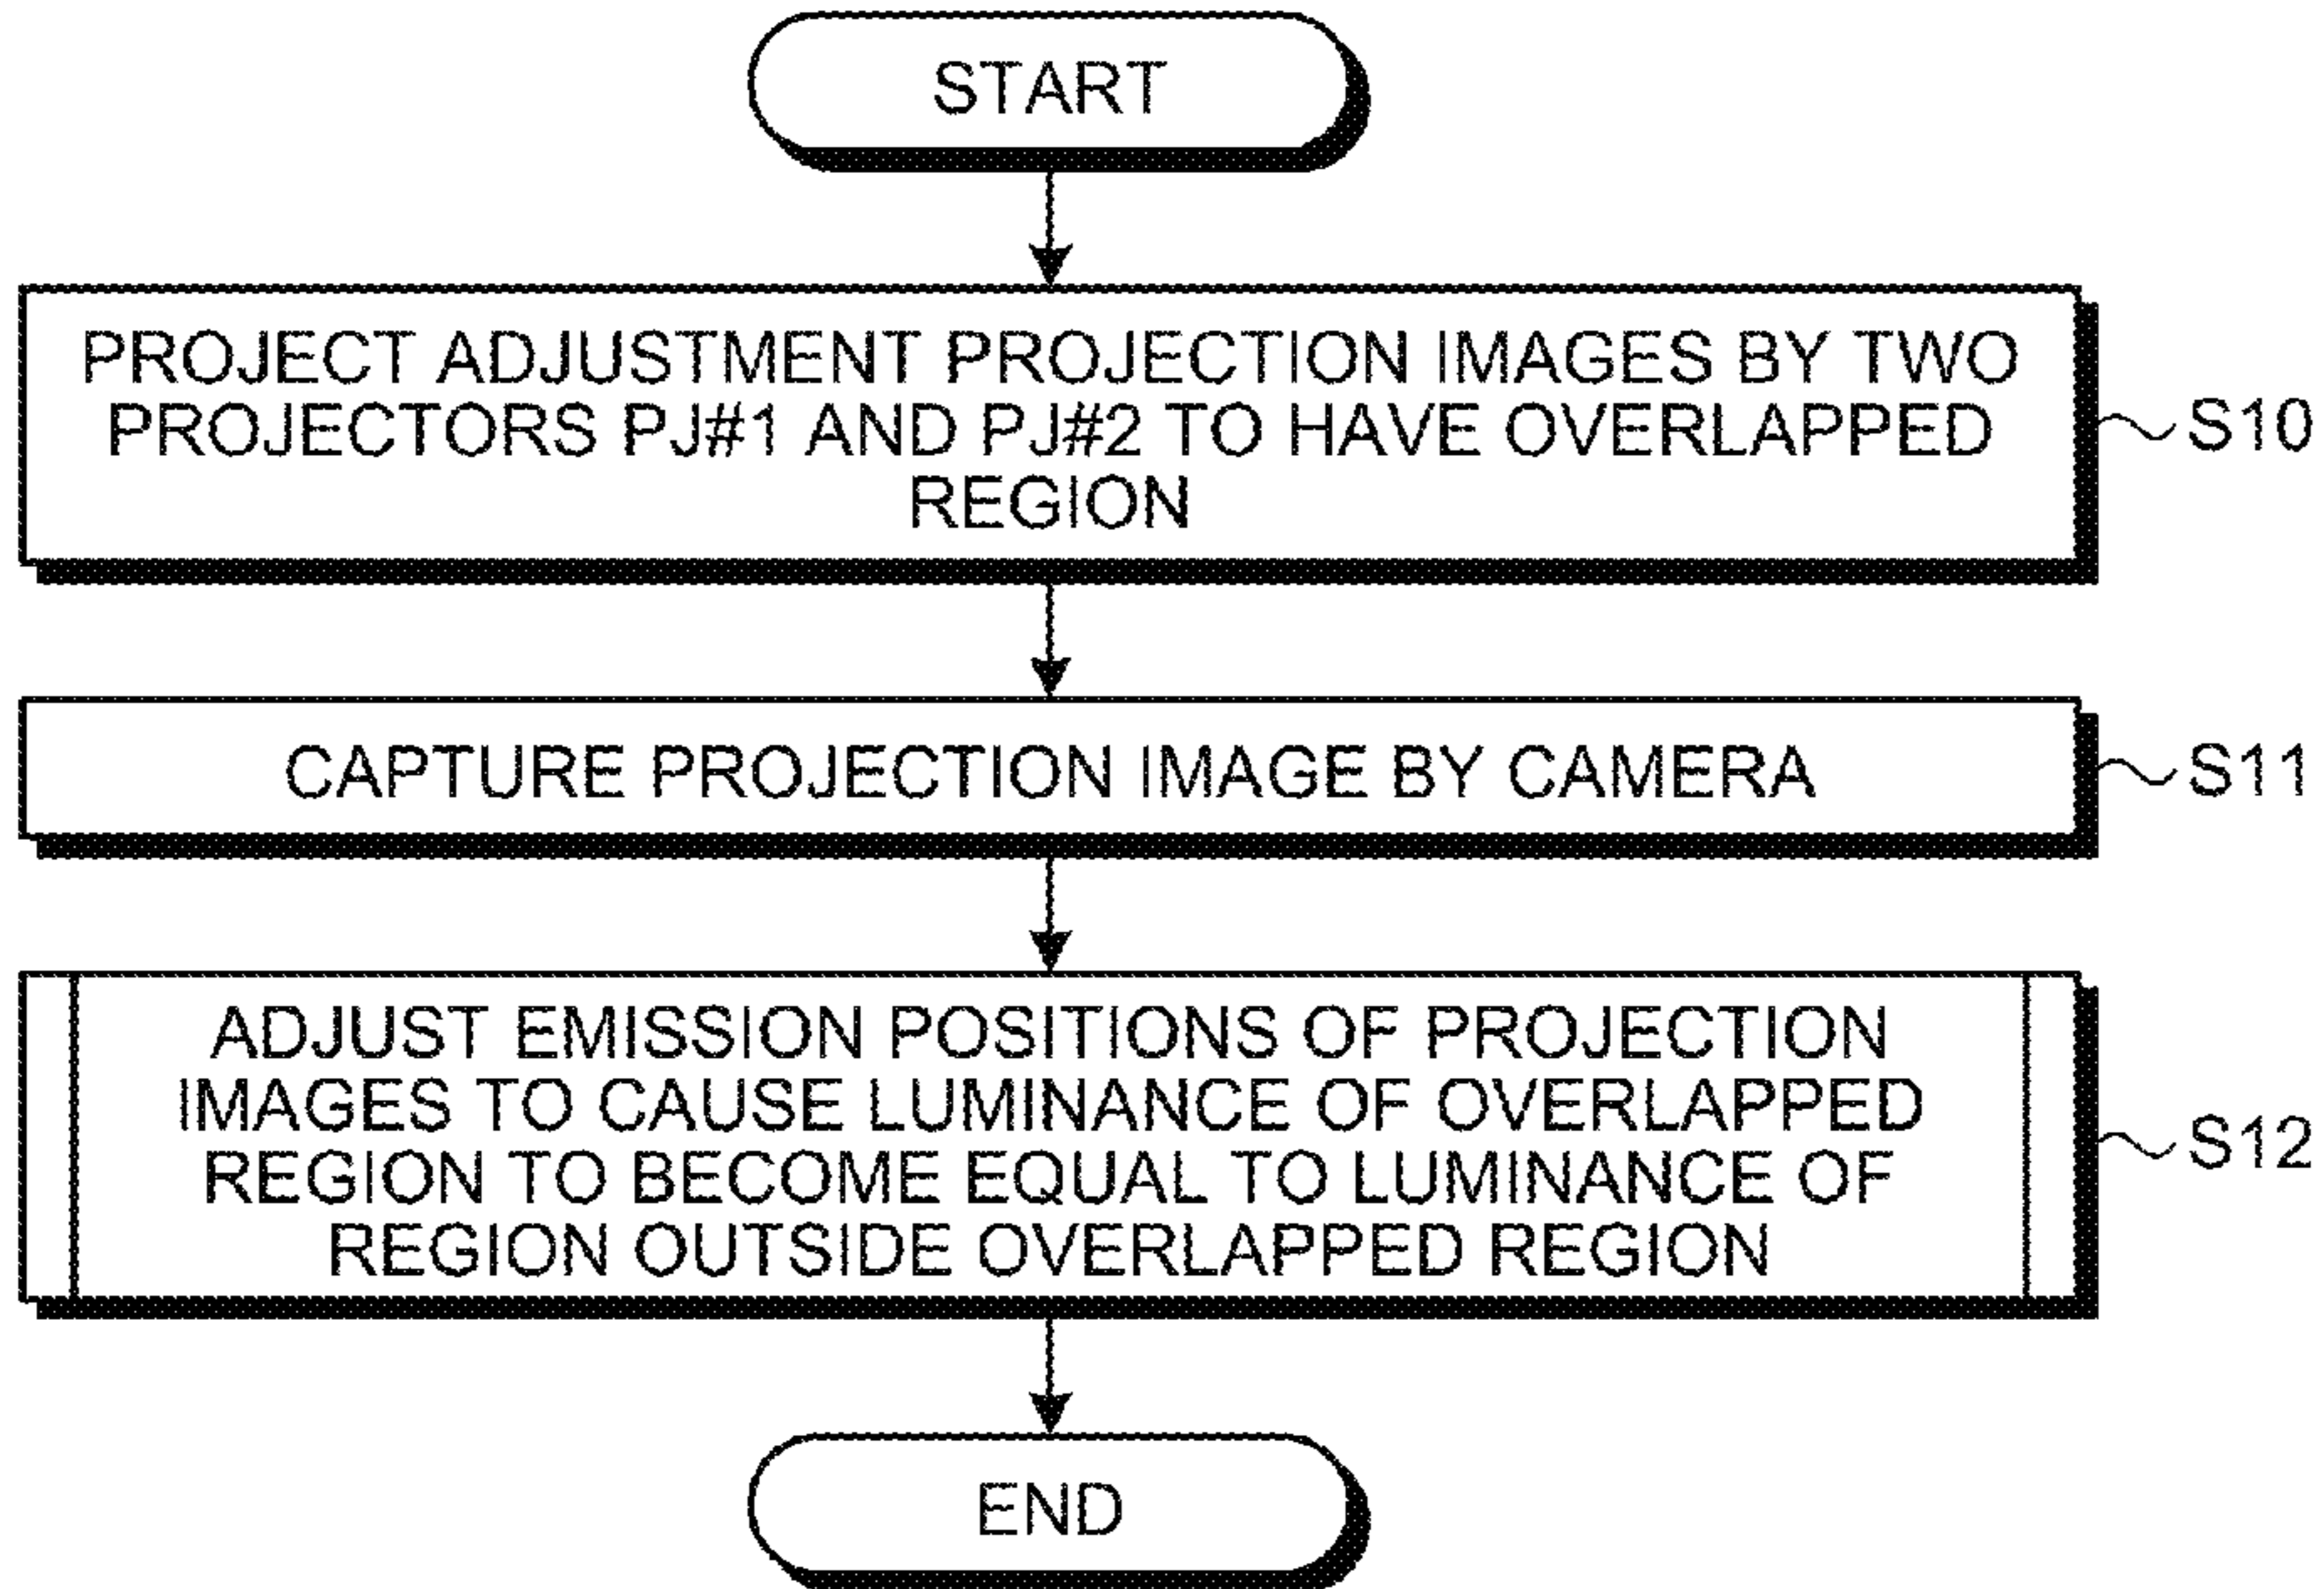 START
PROJECT ADJUSTMENT PROJECTION IMAGES BY TWO
PROJECTORS PJ#1 AND PJ#2 TO HAVE OVERLAPPED
REGION
S10
CAPTURE PROJECTION IMAGE BY CAMERA
S11
ADJUST EMISSION POSITIONS OF PROJECTION
IMAGES TO CAUSE LUMINANCE OF OVERLAPPED
REGION TO BECOME EQUAL TO LUMINANCE OF
REGION OUTSIDE OVERLAPPED REGION
S12
END